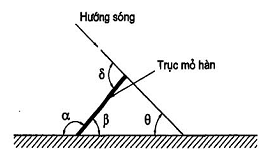 Hướng sóng
δ
Trục mỏ hàn
α
β
θ